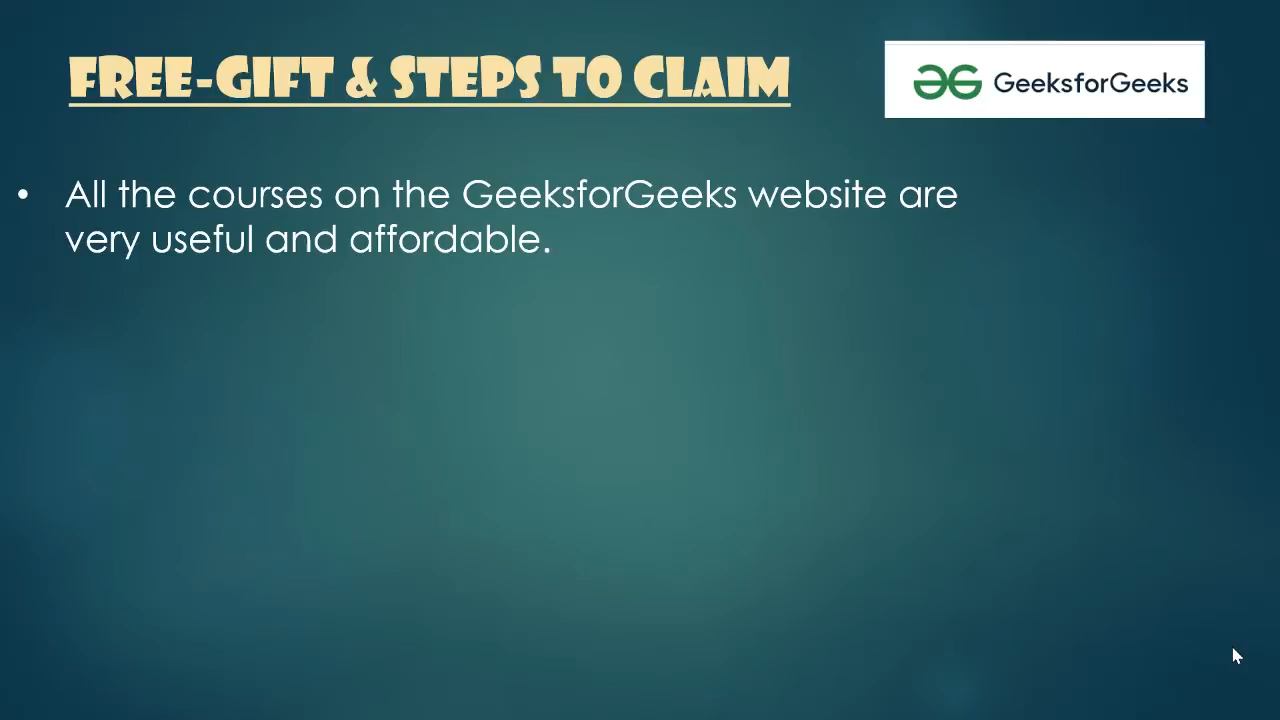 FREE-GIFT & STEPS TO CLAIM
GeeksforGeeks
• All the courses on the GeeksforGeeks website are
very useful and affordable.